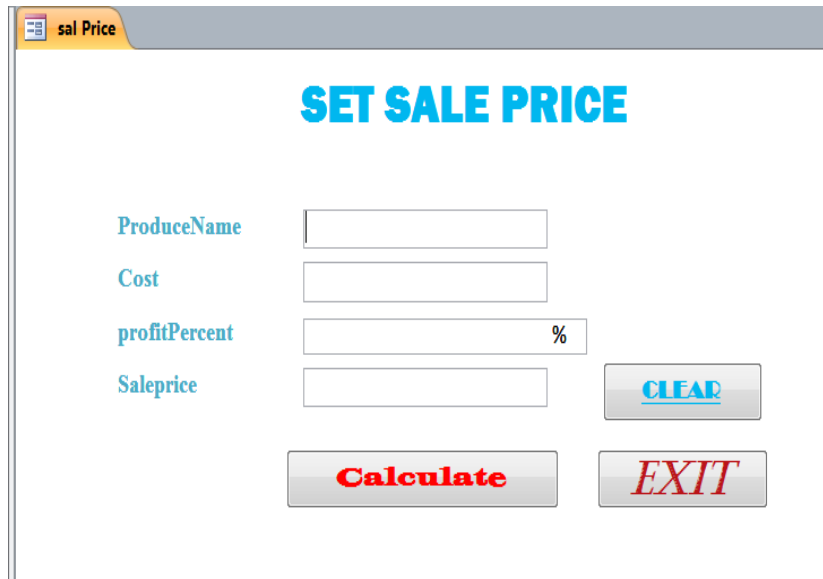 sal Price
SET SALE PRICE
ProduceName
Cost
profitPercent %
Saleprice
CLEAR
Calculate
EXIT